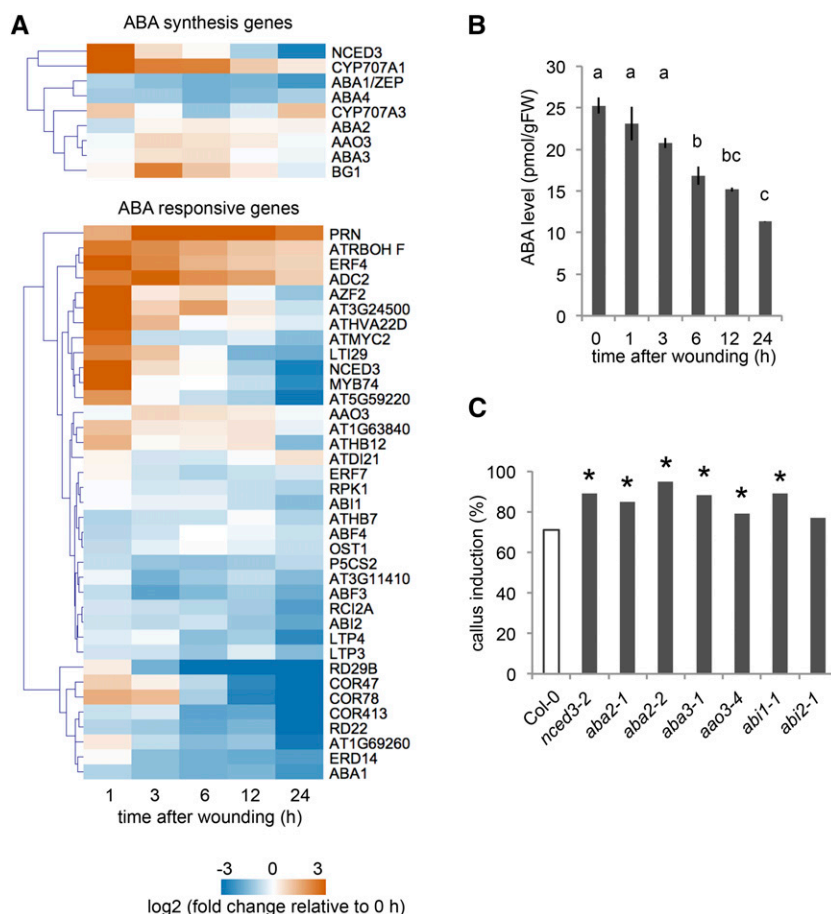 A
ABA synthesis genes
NCED3
CYP707A1
ABA1/ZEP
ABA4
CYP707A3
ABA2
AAO3
ABA3
BG1
ABA responsive genes
PRN
ATRBOH F
ERF4
ADC2
AZF2
AT3G24500
ATHVA22D
ATMYC2
LTI29
NCED3
MYB74
AT5G59220
AAO3
AT1G63840
ATHB12
ATDI21
ERF7
RPK1
ABI1
ATHB7
ABF4
OST1
P5CS2
AT3G11410
ABF3
RCI2A
ABI2
LTP4
LTP3
RD29B
COR47
COR78
COR413
RD22
AT1G69260
ERD14
ABA1
1 3 6 12 24
time after wounding (h)
-3 0 3
log2 (fold change relative to 0 h)
B
ABA level (pmol/gFW)
30
25
20
15
10
5
0
a a a b bc c
0 1 3 6 12 24
time after wounding (h)
C
callus induction (%)
100
80
60
40
20
0
* * * * * *
Col-0
nced3-2
aba2-1
aba2-2
aba3-1
aao3-4
abi1-1
abi2-1